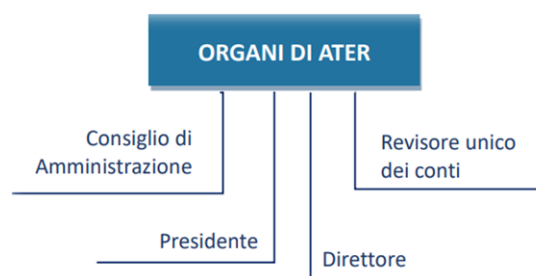 ORGANI DI ATER
Consiglio di
Amministrazione
Revisore unico
dei conti
Presidente
Direttore